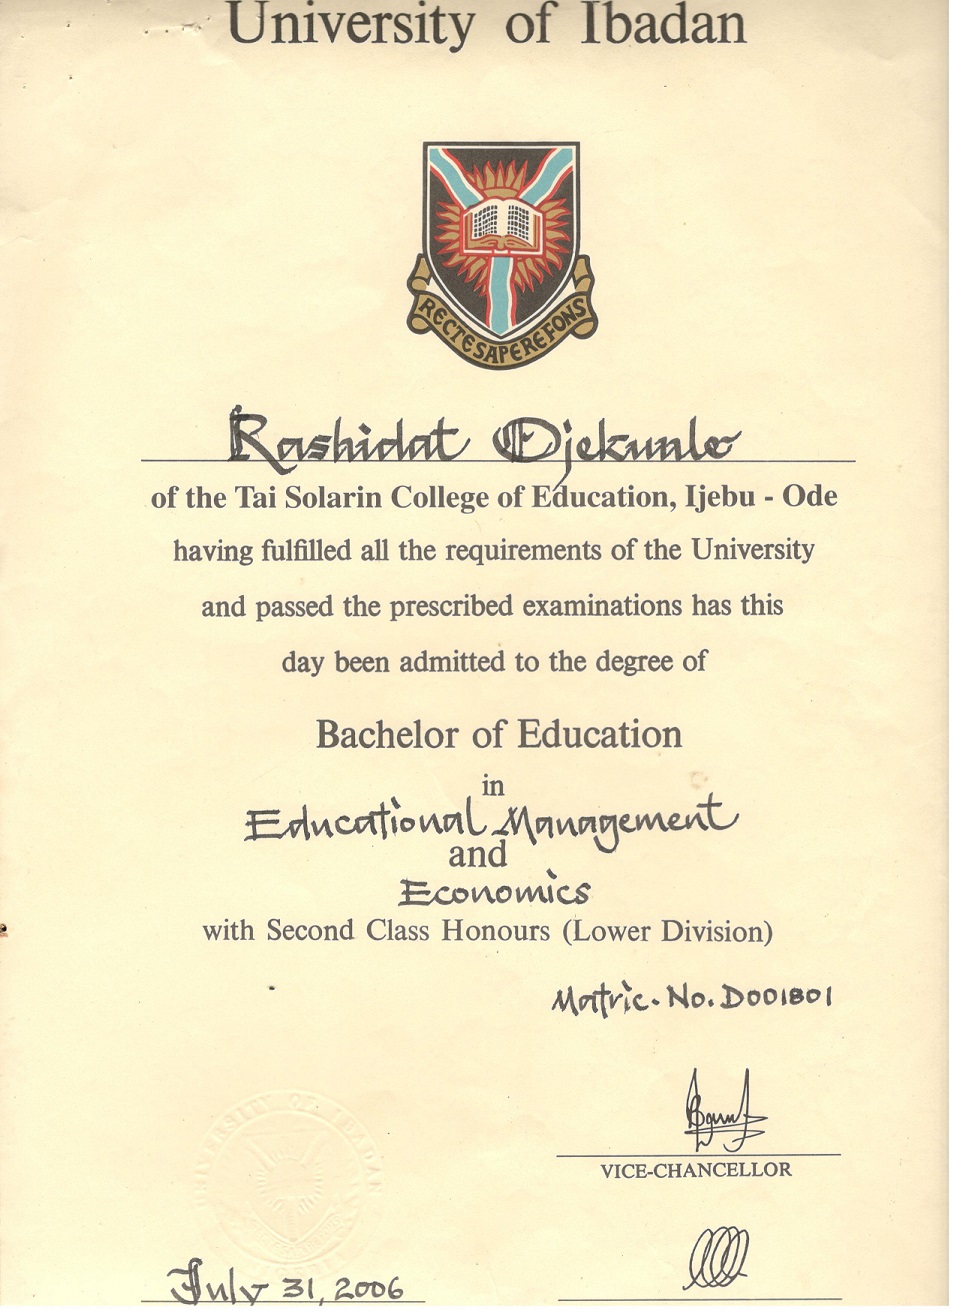 University of Ibadan
RECTE SAPERE FONS
Rashidat Ojekunle
of the Tai Solarin College of Education, Ijebu - Ode
having fulfilled all the requirements of the University
and passed the prescribed examinations has this
day been admitted to the degree of
Bachelor of Education
in
Educational Management
and
Economics
with Second Class Honours (Lower Division)
Matric. No. D001801
VICE-CHANCELLOR
UNIVERSITY OF IBADAN
July 31, 2006